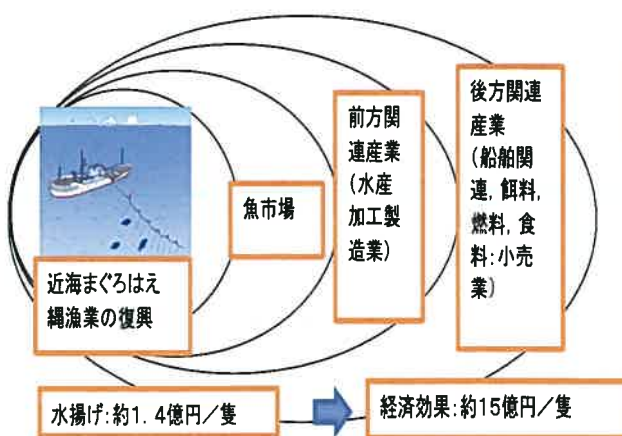 近海まぐろはえ
縄漁業の復興
魚市場
前方関
連産業
(水産
加工製
造業)
後方関連
産業
(船舶関
連, 餌料,
燃料, 食
料:小売
業)
水揚げ:約1. 4億円／隻
経済効果:約15億円／隻